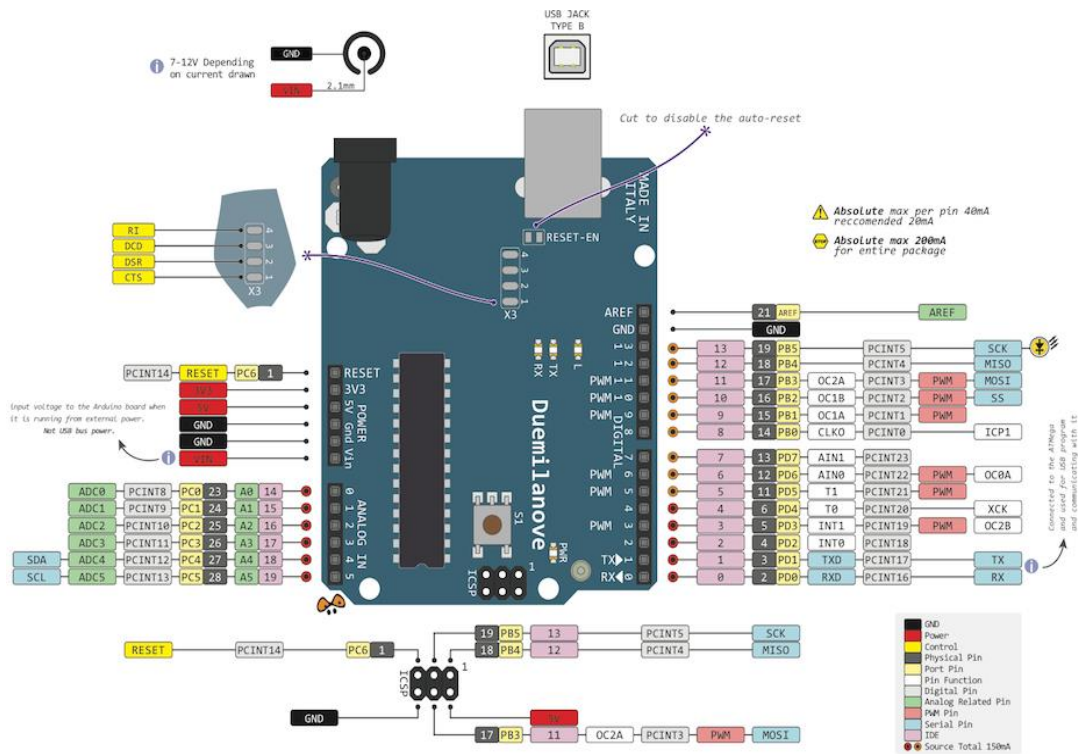 USB JACK
TYPE B
GND
7-12V Depending
on current drawn
VIN
2.1mm
Cut to disable the auto-reset
MADE IN
ITALY
Absolute max per pin 40mA
reccomended 20mA
STOP
Absolute max 200mA
for entire package
RI
DCD
DSR
CTS
4
3
2
1
X3
RESET-EN
4
3
2
1
X3
RX
TX
L
AREF
GND
13
12
PWM 11
PWM 10
PWM 9
8
DIGITAL
7
PWM 6
PWM 5
4
PWM 3
2
TX 1
RX 0
RESET
3V3
5V
Gnd
Vin
POWER
0
1
2
3
4
5
ANALOG IN
Duemilanove
S1
PWR
ICSP
1
21 AREF AREF
GND
13 19 PB5 PCINT5 SCK
12 18 PB4 PCINT4 MISO
11 17 PB3 OC2A PCINT3 PWM MOSI
10 16 PB2 OC1B PCINT2 PWM SS
9 15 PB1 OC1A PCINT1 PWM
8 14 PB0 CLKO PCINT0 ICP1
7 13 PD7 AIN1 PCINT23
6 12 PD6 AIN0 PCINT22 PWM OC0A
5 11 PD5 T1 PCINT21 PWM
4 6 PD4 T0 PCINT20 XCK
3 5 PD3 INT1 PCINT19 PWM OC2B
2 4 PD2 INT0 PCINT18
1 3 PD1 TXD PCINT17 TX
0 2 PD0 RXD PCINT16 RX
Connected to the ATMega
and used for USB program
and communicating with it
PCINT14 RESET PC6 1
3V3
5V
GND
GND
VIN
Input voltage to the Arduino board when
it is running from external power.
Not USB bus power.
ADC0 PCINT8 PC0 23 A0 14
ADC1 PCINT9 PC1 24 A1 15
ADC2 PCINT10 PC2 25 A2 16
ADC3 PCINT11 PC3 26 A3 17
SDA ADC4 PCINT12 PC4 27 A4 18
SCL ADC5 PCINT13 PC5 28 A5 19
19 PB5 13 PCINT5 SCK
RESET PCINT14 PC6 1
18 PB4 12 PCINT4 MISO
ICSP
1
GND
5V
17 PB3 11 OC2A PCINT3 PWM MOSI
GND
Power
Control
Physical Pin
Port Pin
Pin Function
Digital Pin
Analog Related Pin
PWM Pin
Serial Pin
IDE
Source Total 150mA